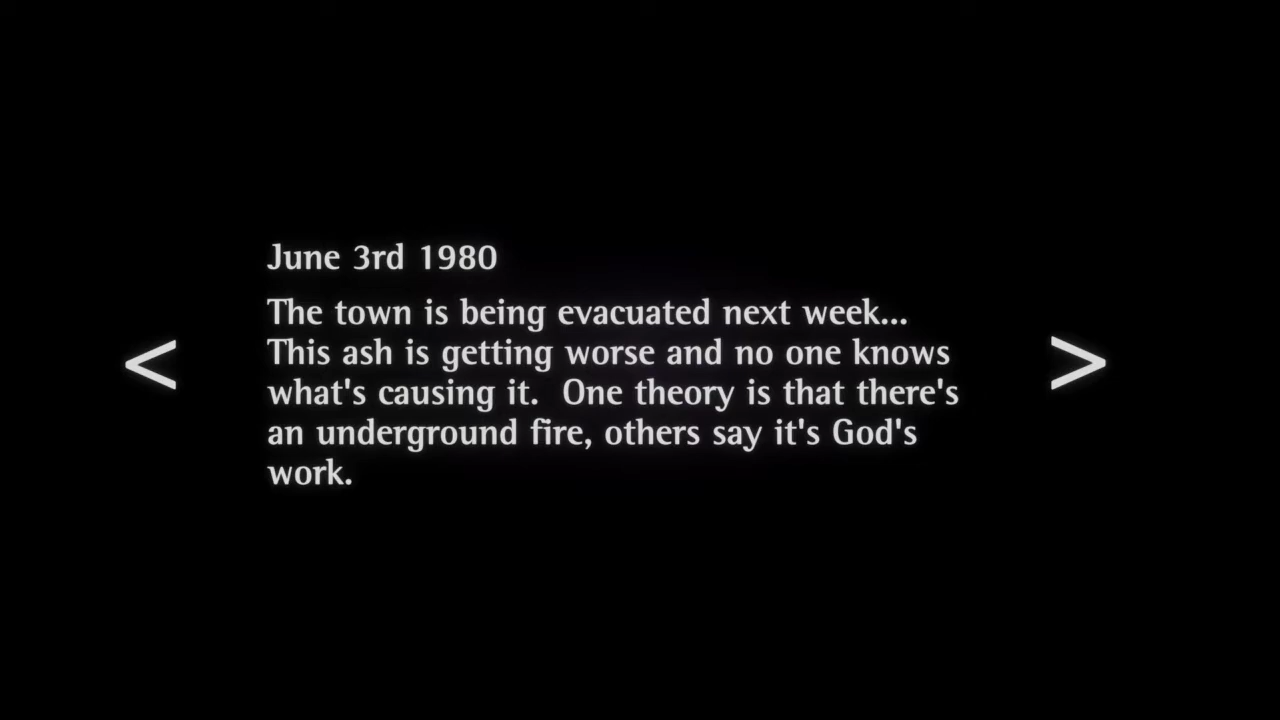 June 3rd 1980
The town is being evacuated next week...
This ash is getting worse and no one knows
what's causing it.  One theory is that there's
an underground fire, others say it's God's
work.
< >